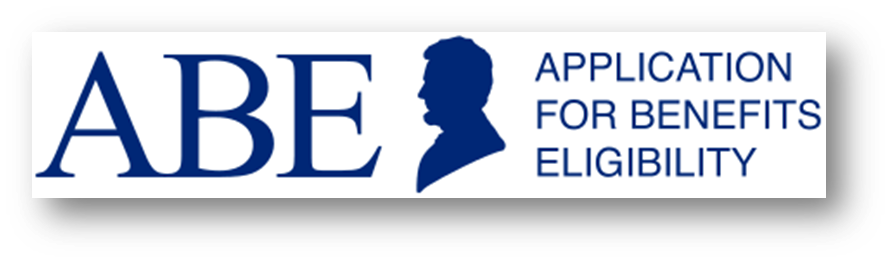 ABE
APPLICATION
FOR BENEFITS
ELIGIBILITY